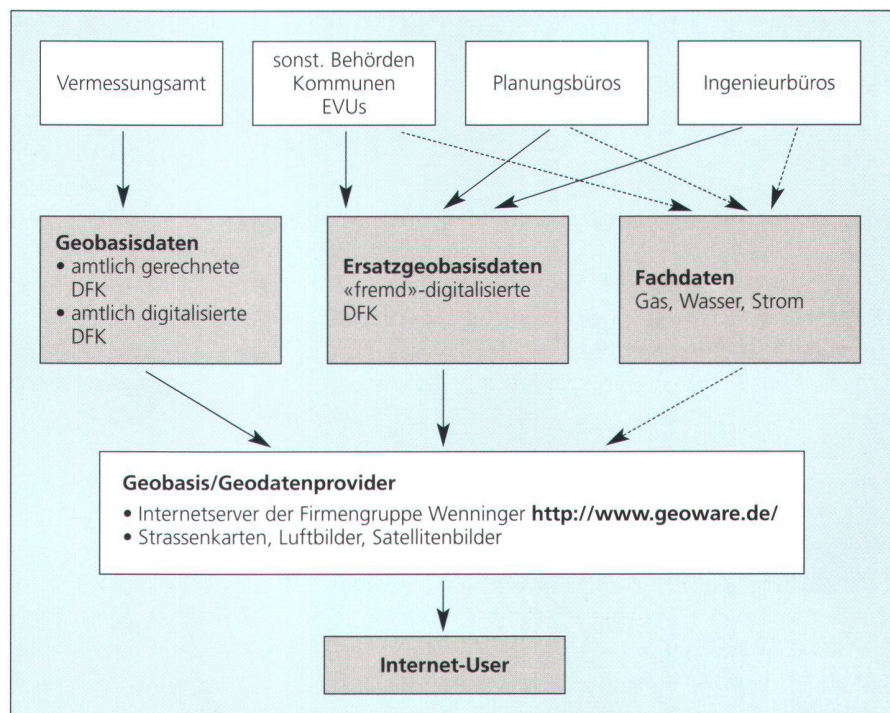 Vermessungsamt
sonst. Behörden
Kommunen
EVUs
Planungsbüros
Ingenieurbüros
Geobasisdaten
• amtlich gerechnete
DFK
• amtlich digitalisierte
DFK
Ersatzgeobasisdaten
«fremd»-digitalisierte
DFK
Fachdaten
Gas, Wasser, Strom
Geobasis/Geodatenprovider
• Internetserver der Firmengruppe Wenninger http://www.geoware.de/
• Strassenkarten, Luftbilder, Satellitenbilder
Internet-User